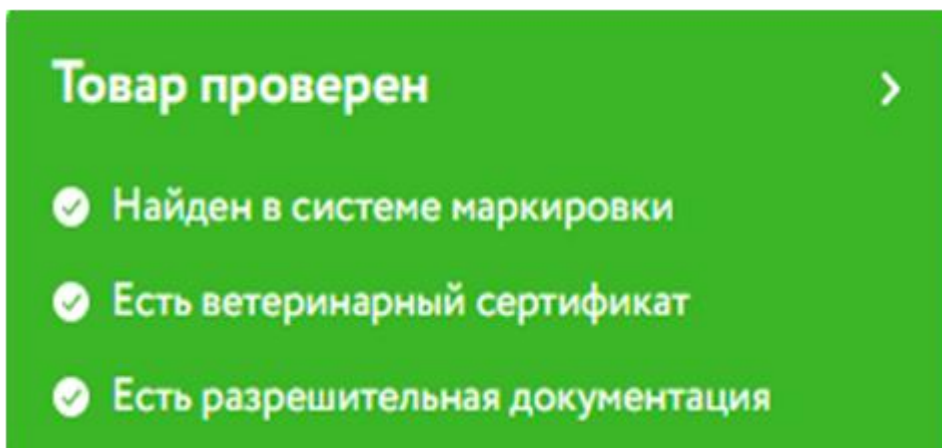 Товар проверен
Найден в системе маркировки
Есть ветеринарный сертификат
Есть разрешительная документация